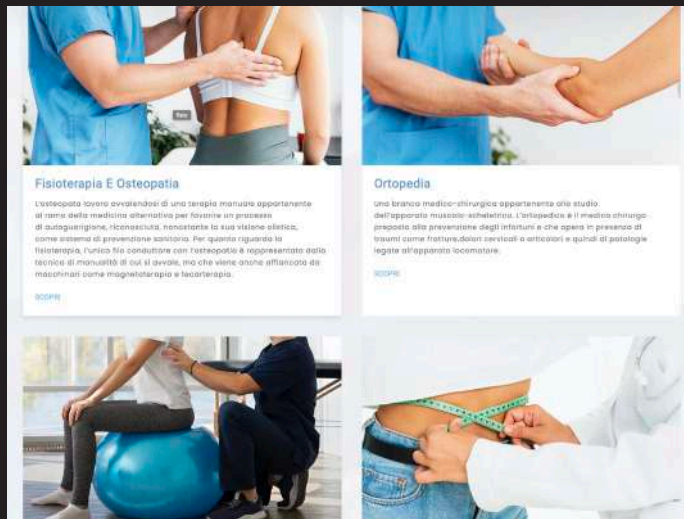 Fisioterapia E Osteopatia
L'osteopata lavora avvalendosi di una terapia manuale appartenente
al ramo della medicina alternativa per favorire un processo
di autoguarigione, riconosciuta, nonostante la sua visione olistica,
come sistema di prevenzione sanitaria. Per quanto riguarda la
fisioterapia, l'unico filo conduttore con l'osteopata è rappresentato dalla
tecnica di manualità di cui si avvale, ma che viene anche affiancata da
macchinari come magnetoterapia e tecarterapia.
SCOPRI
Ortopedia
Una branca medico-chirurgica appartenente allo studio
dell'apparato muscolo-scheletrico. L'ortopedico è il medico chirurgo
preposto alla prevenzione degli infortuni e che opera in presenza di
traumi come fratture,dolori cervicali o articolari e quindi di patologie
legate all'apparato locomotore.
SCOPRI